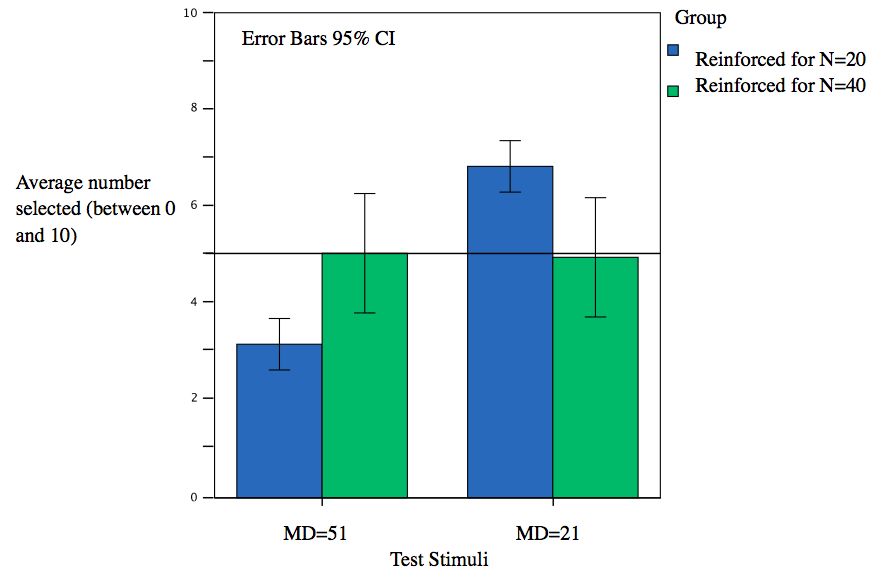 10
Error Bars 95% CI
Group
Reinforced for N=20
Reinforced for N=40
8
Average number
selected (between 0
and 10)
6
4
2
0
MD=51
MD=21
Test Stimuli